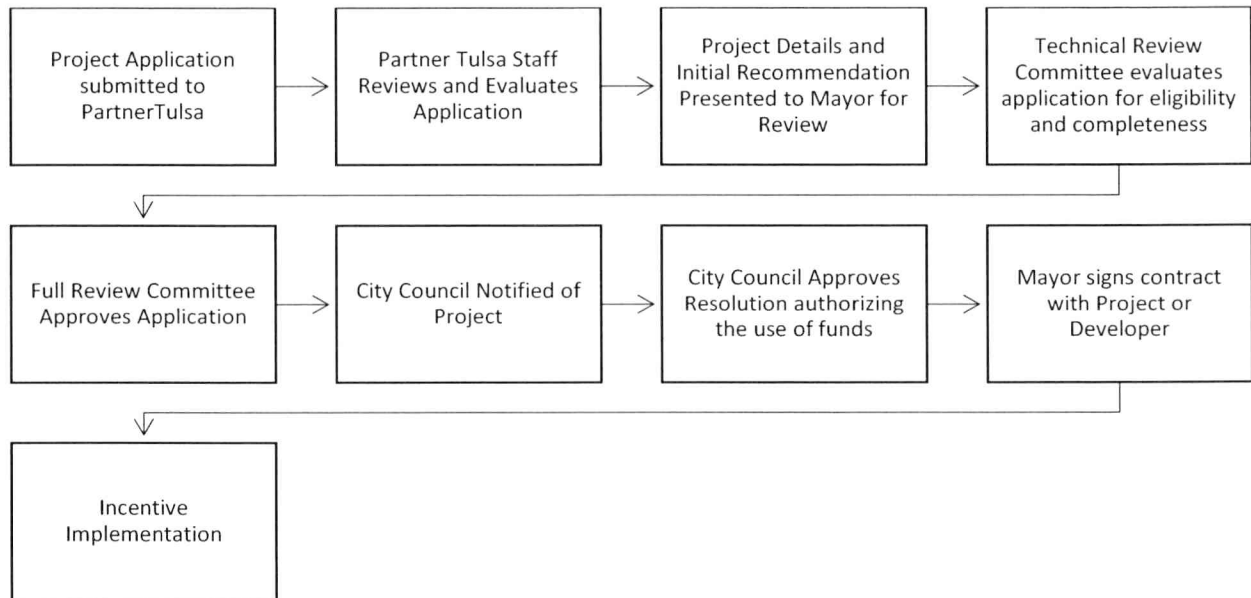 Project Application
submitted to
PartnerTulsa
Partner Tulsa Staff
Reviews and Evaluates
Application
Project Details and
Initial Recommendation
Presented to Mayor for
Review
Technical Review
Committee evaluates
application for eligibility
and completeness
Full Review Committee
Approves Application
City Council Notified of
Project
City Council Approves
Resolution authorizing
the use of funds
Mayor signs contract
with Project or
Developer
Incentive
Implementation